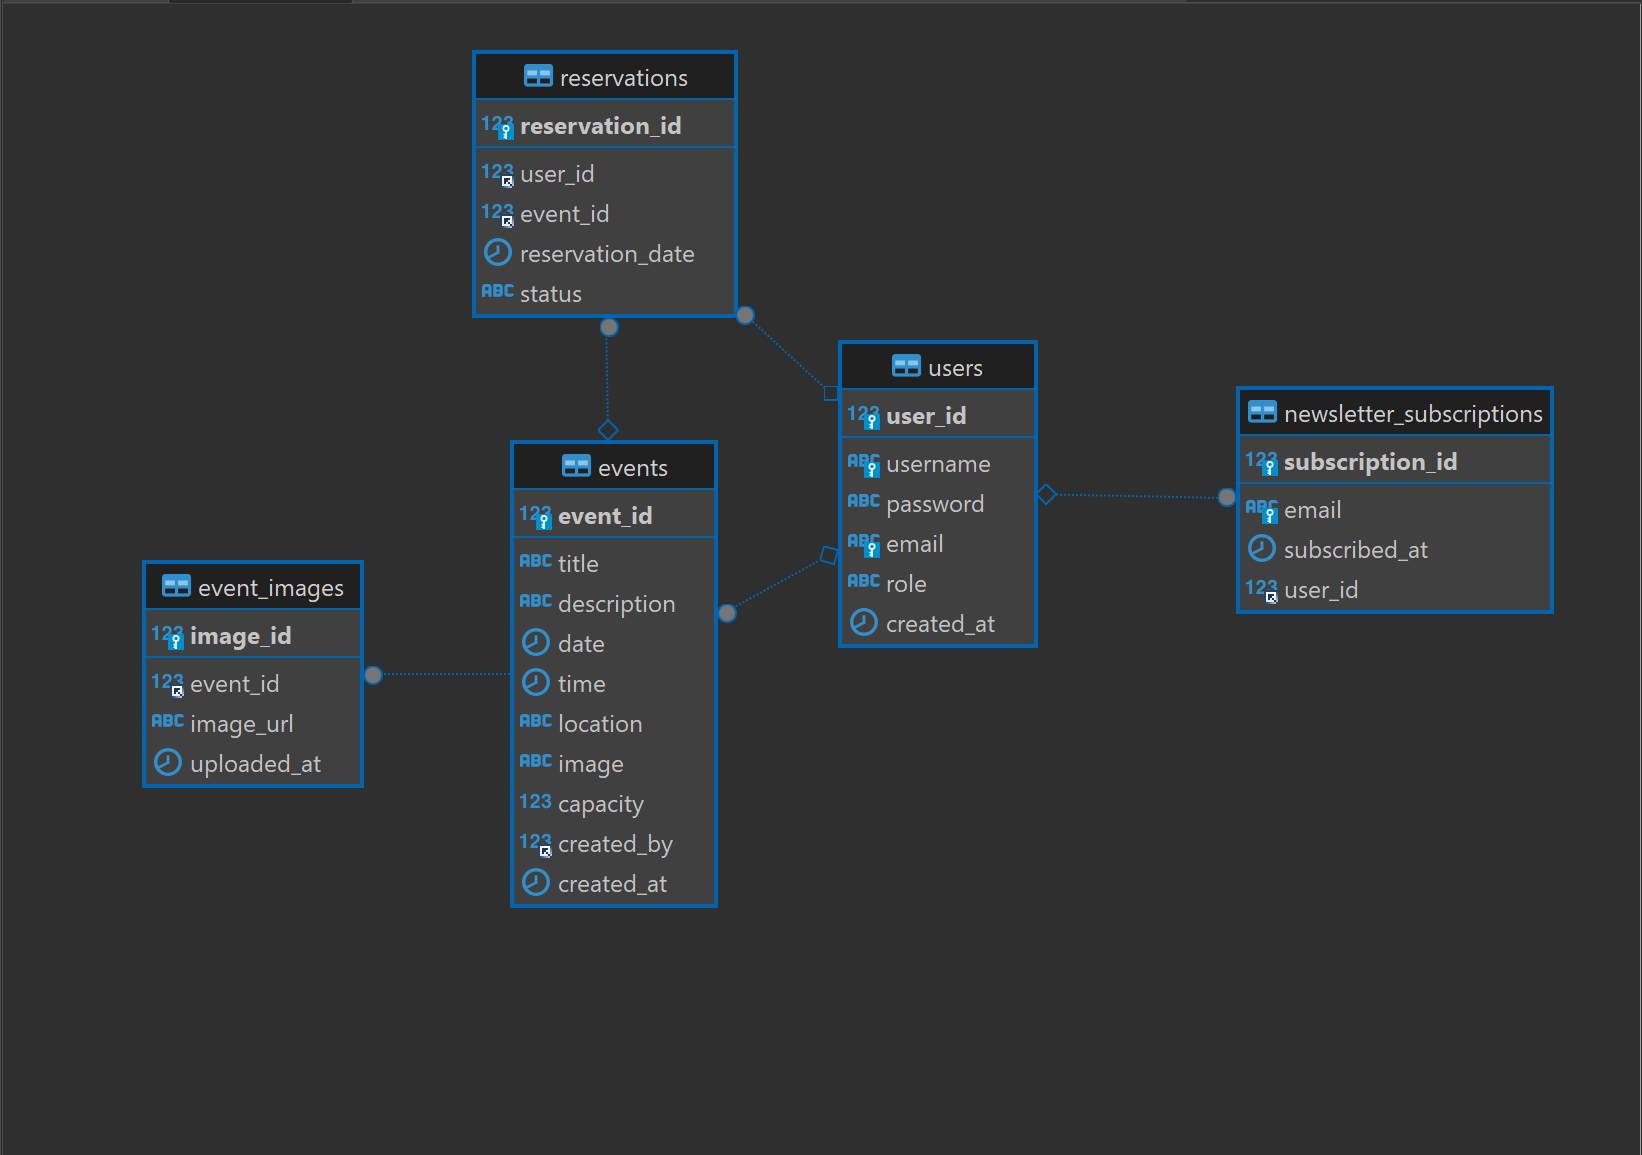 reservations
123 reservation_id
123 user_id
123 event_id
reservation_date
ABC status
users
123 user_id
ABC username
ABC password
ABC email
ABC role
created_at
newsletter_subscriptions
123 subscription_id
ABC email
subscribed_at
123 user_id
events
123 event_id
ABC title
ABC description
date
time
ABC location
ABC image
123 capacity
123 created_by
created_at
event_images
123 image_id
123 event_id
ABC image_url
uploaded_at